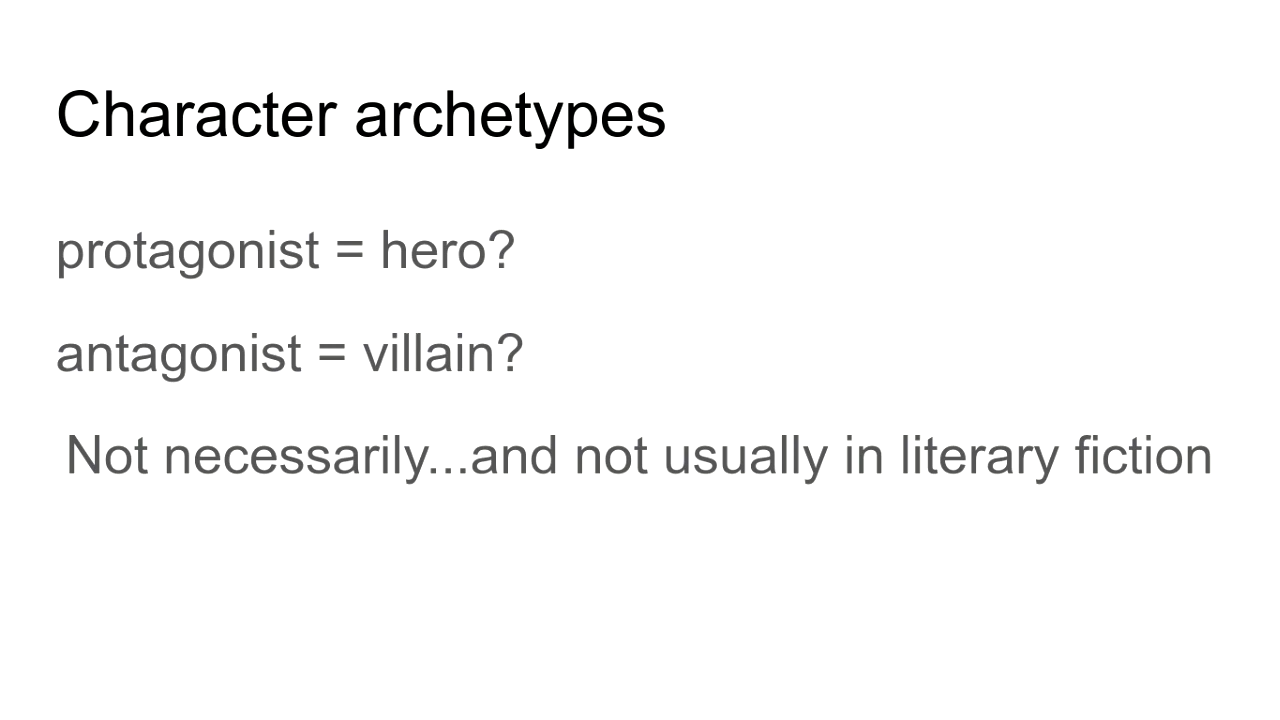 Character archetypes
protagonist = hero?
antagonist = villain?
Not necessarily...and not usually in literary fiction